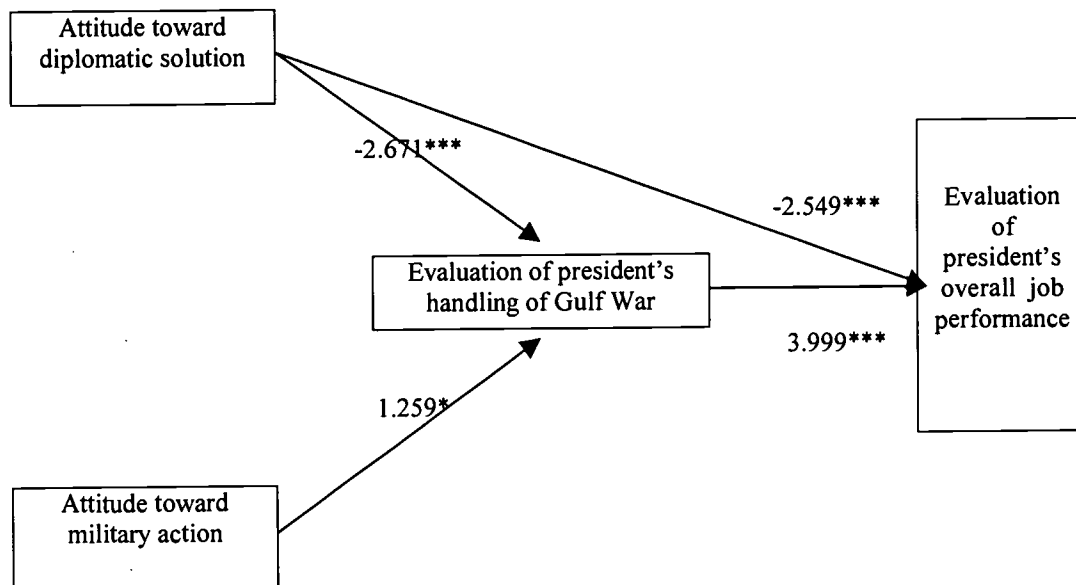 Attitude toward
diplomatic solution
-2.671***
-2.549***
Evaluation of president's
handling of Gulf War
Evaluation
of
president's
overall job
performance
3.999***
1.259*
Attitude toward
military action